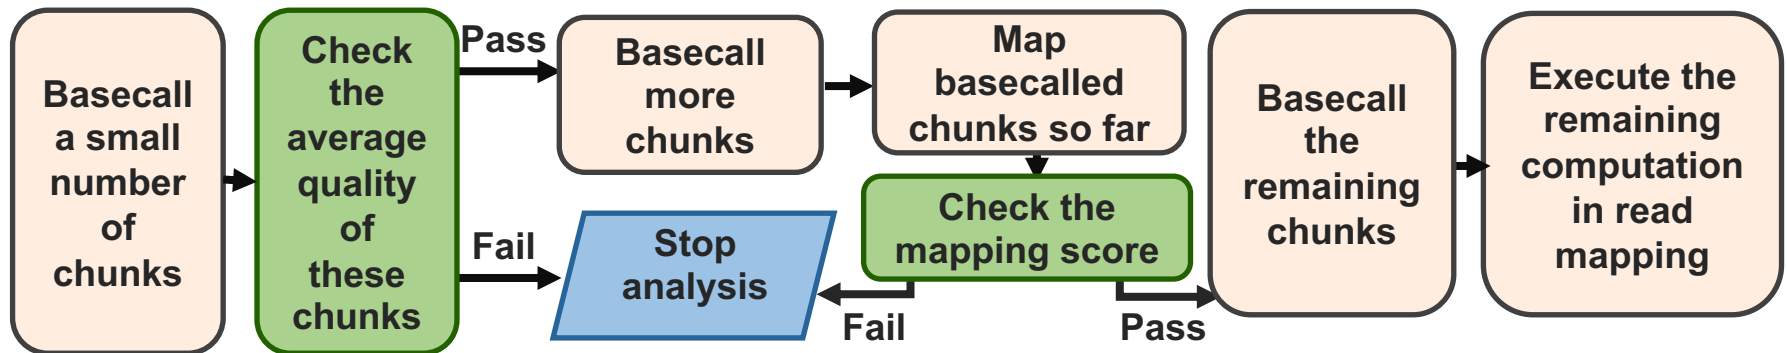 Basecall
a small
number
of
chunks
Check
the
average
quality
of
these
chunks
Pass
Fail
Basecall
more
chunks
Stop
analysis
Map
basecalled
chunks so far
Check the
mapping score
Fail
Pass
Basecall
the
remaining
chunks
Execute the
remaining
computation
in read
mapping